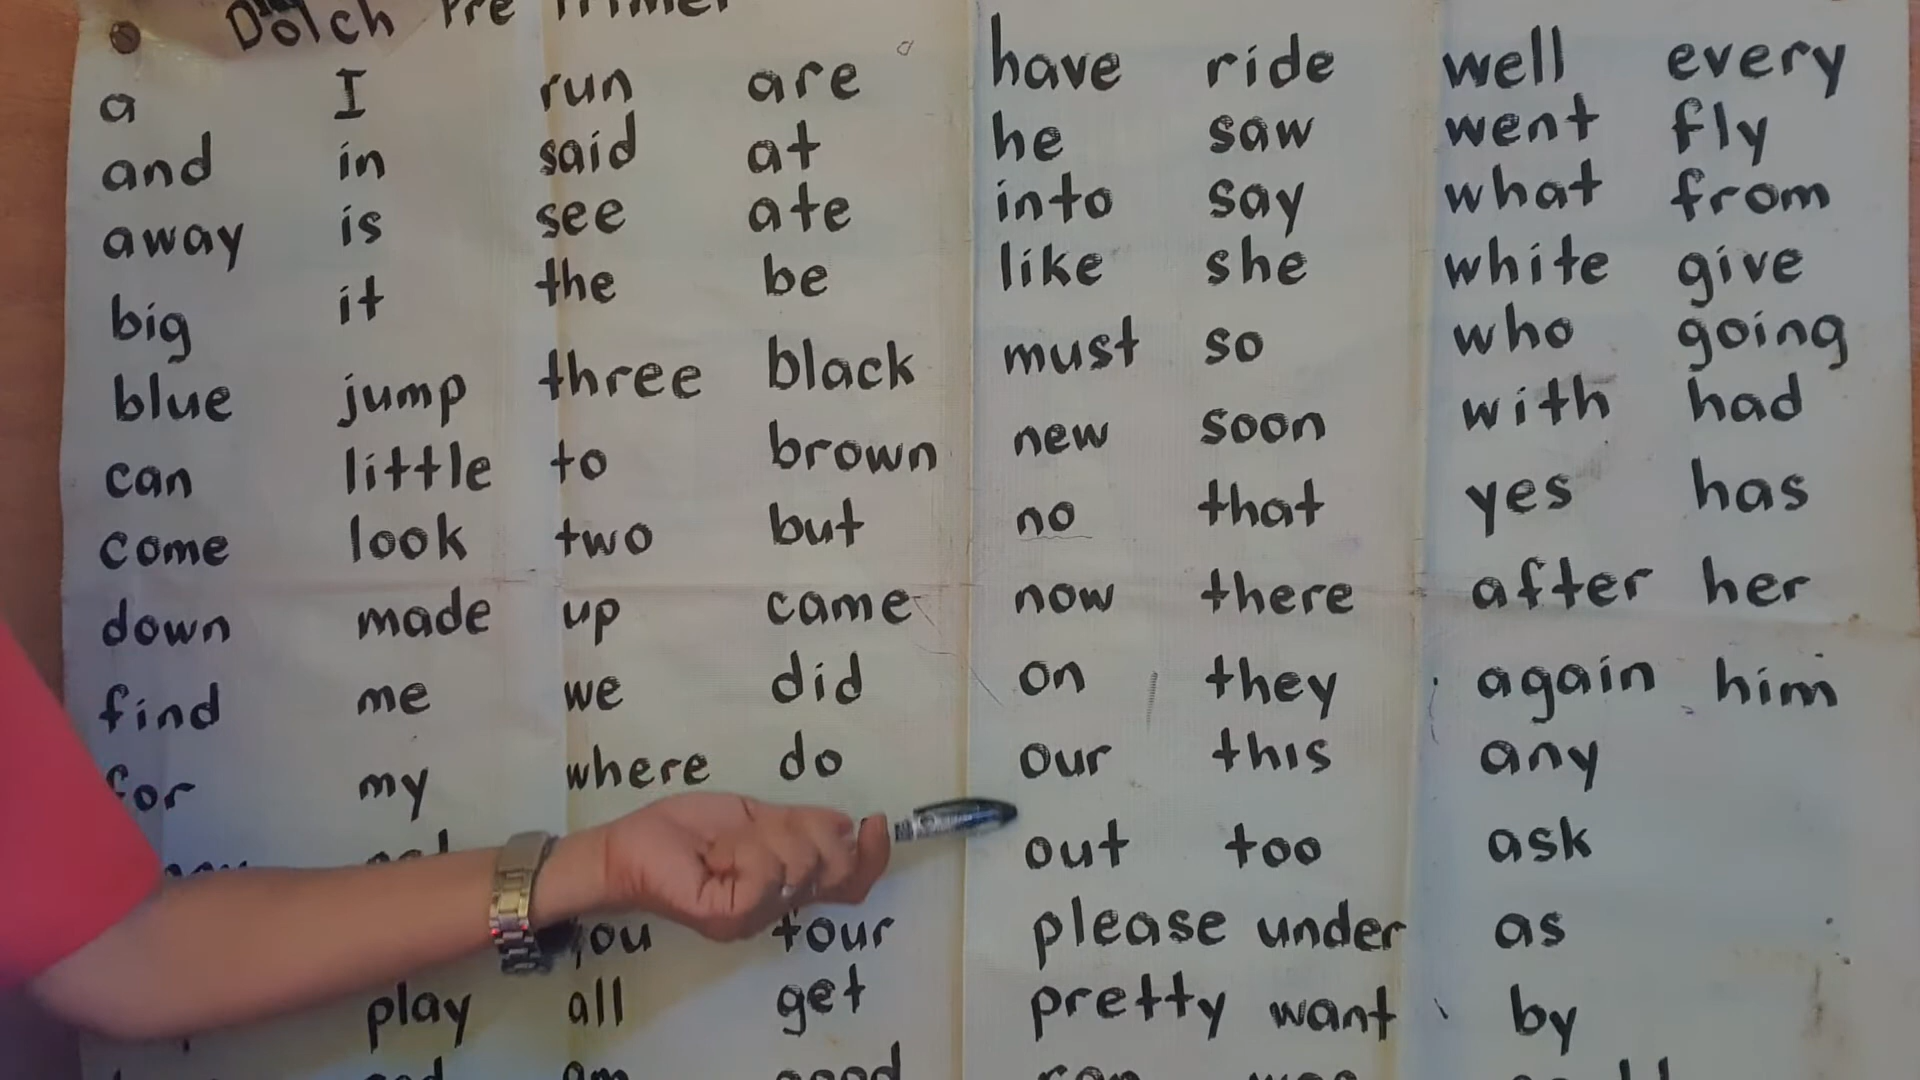 Dolch Pre Primer
a I run are have ride well every
and in said at he saw went fly
away is see ate into say what from
big it the be like she white give
blue jump three black must so who going
can little to brown new soon with had
come look two but no that yes has
down made up came now there after her
find me we did on they again him
for my where do our this any
out too ask
four please under as
play all get pretty want by
am good